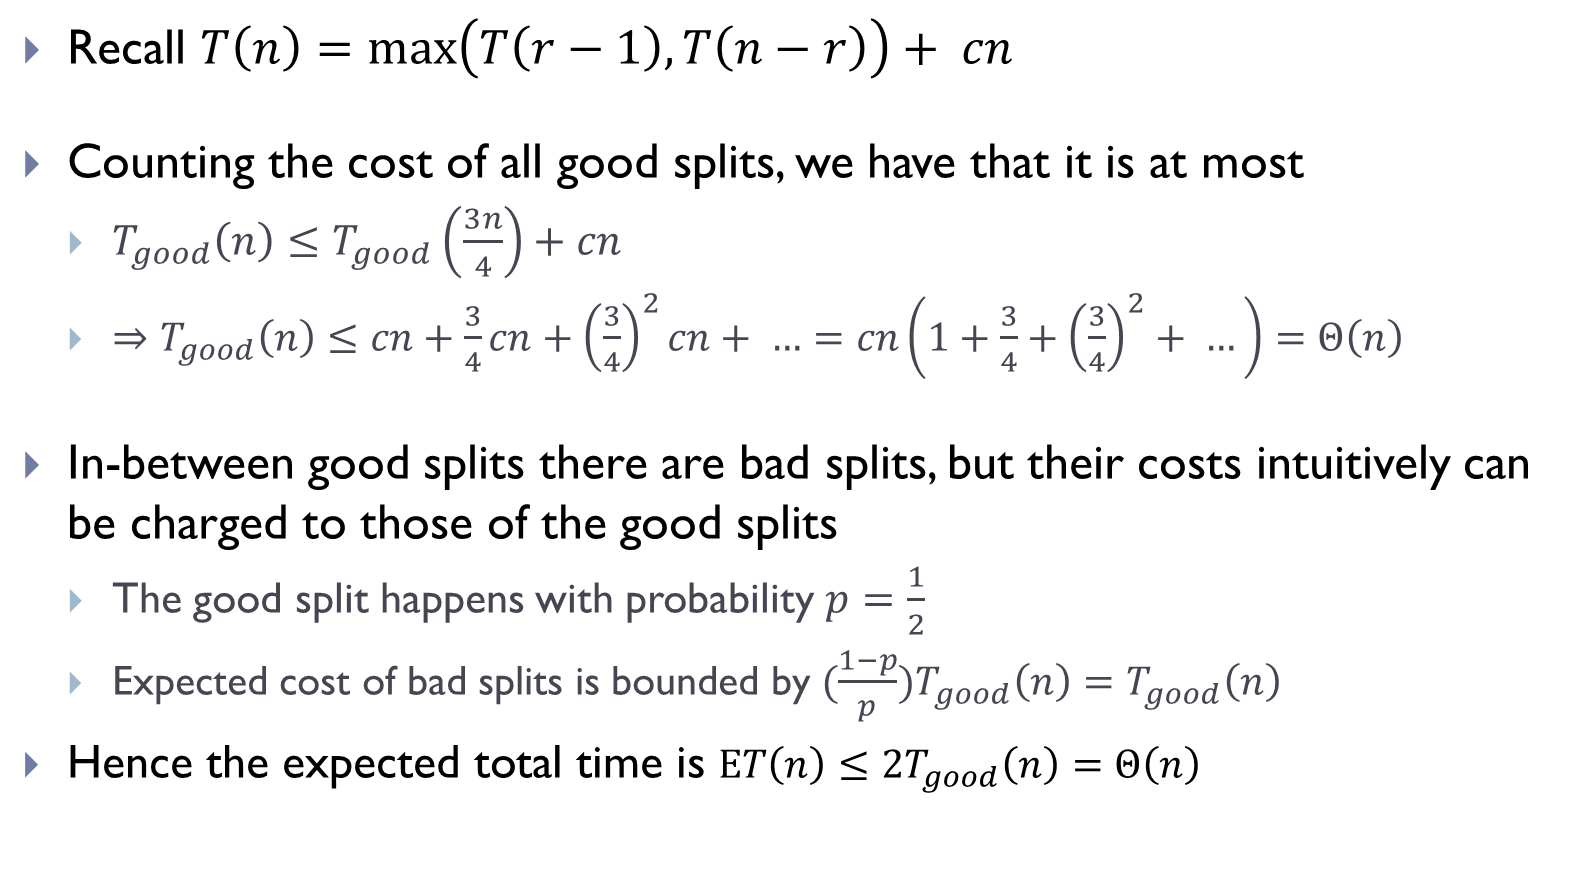 Recall T(n) = max(T(r − 1), T(n − r)) + cn
Counting the cost of all good splits, we have that it is at most
T_good(n) ≤ T_good(3n/4) + cn
⇒ T_good(n) ≤ cn + 3/4 cn + (3/4)^2 cn + … = cn(1 + 3/4 + (3/4)^2 + …) = Θ(n)
In-between good splits there are bad splits, but their costs intuitively can
be charged to those of the good splits
The good split happens with probability p = 1/2
Expected cost of bad splits is bounded by ((1−p)/p)T_good(n) = T_good(n)
Hence the expected total time is ET(n) ≤ 2T_good(n) = Θ(n)